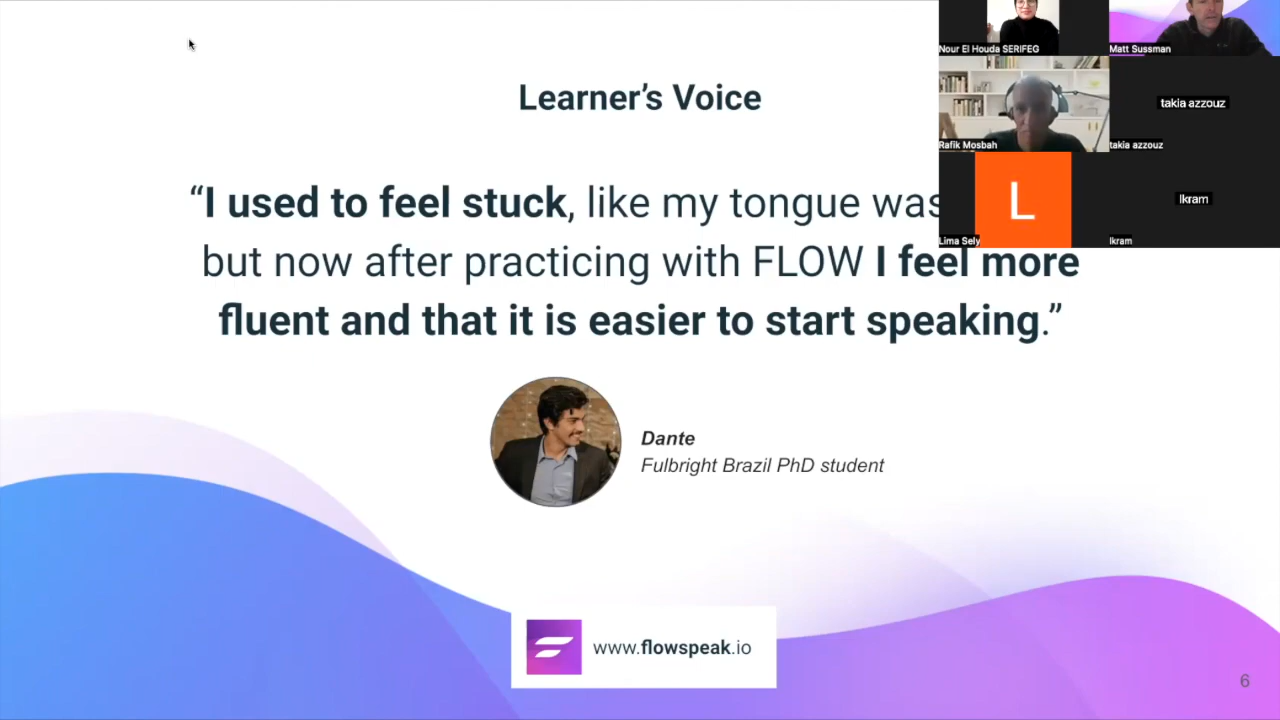 Learner's Voice
“I used to feel stuck, like my tongue was
but now after practicing with FLOW I feel more
fluent and that it is easier to start speaking.”
Dante
Fulbright Brazil PhD student
www.flowspeak.io
6
Nour El Houda SERIFEG
Matt Sussman
Rafik Mosbah
takia azzouz
takia azzouz
L
Lima Sely
Ikram
Ikram